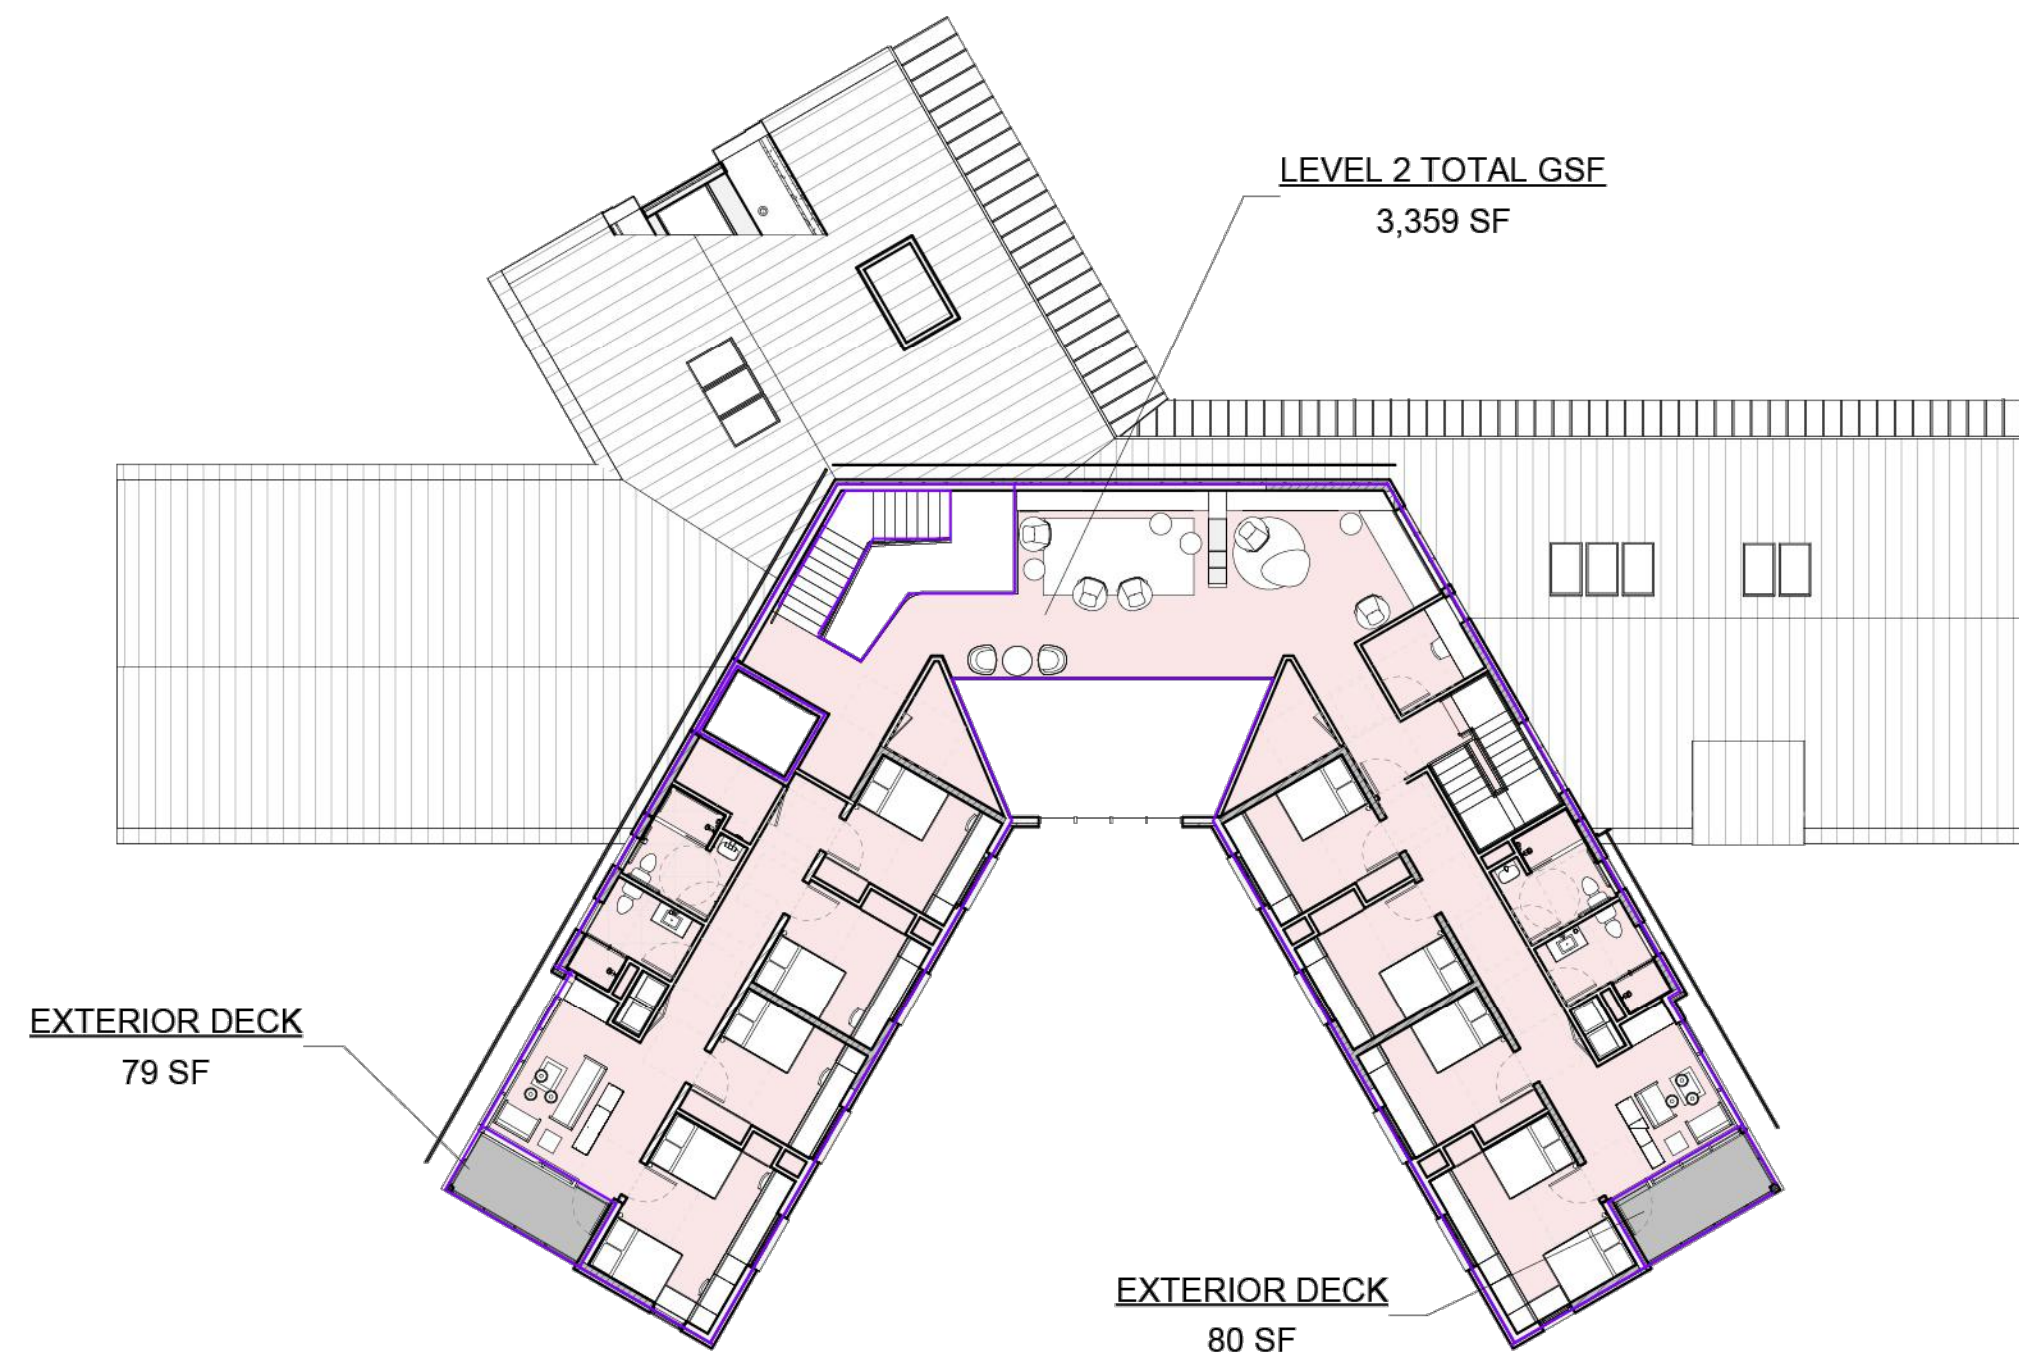 LEVEL 2 TOTAL GSF
3,359 SF
EXTERIOR DECK
79 SF
EXTERIOR DECK
80 SF